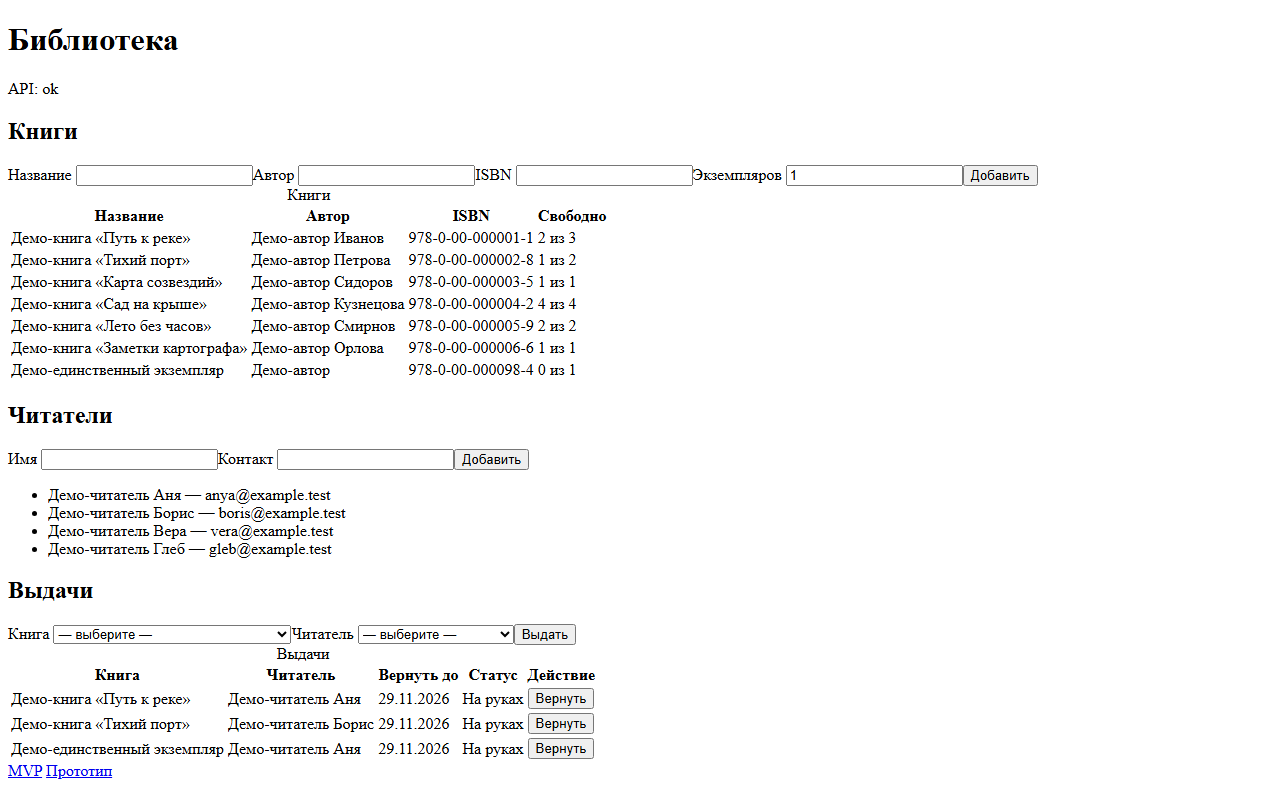 Библиотека
API: ok
Книги
Название Автор ISBN Экземпляров 1 Добавить
Книги
Название Автор ISBN Свободно
Демо-книга «Путь к реке» Демо-автор Иванов 978-0-00-000001-1 2 из 3
Демо-книга «Тихий порт» Демо-автор Петрова 978-0-00-000002-8 1 из 2
Демо-книга «Карта созвездий» Демо-автор Сидоров 978-0-00-000003-5 1 из 1
Демо-книга «Сад на крыше» Демо-автор Кузнецова 978-0-00-000004-2 4 из 4
Демо-книга «Лето без часов» Демо-автор Смирнов 978-0-00-000005-9 2 из 2
Демо-книга «Заметки картографа» Демо-автор Орлова 978-0-00-000006-6 1 из 1
Демо-единственный экземпляр Демо-автор 978-0-00-000098-4 0 из 1
Читатели
Имя Контакт Добавить
Демо-читатель Аня — anya@example.test
Демо-читатель Борис — boris@example.test
Демо-читатель Вера — vera@example.test
Демо-читатель Глеб — gleb@example.test
Выдачи
Книга — выберите — Читатель — выберите — Выдать
Выдачи
Книга Читатель Вернуть до Статус Действие
Демо-книга «Путь к реке» Демо-читатель Аня 29.11.2026 На руках Вернуть
Демо-книга «Тихий порт» Демо-читатель Борис 29.11.2026 На руках Вернуть
Демо-единственный экземпляр Демо-читатель Аня 29.11.2026 На руках Вернуть
MVP Прототип